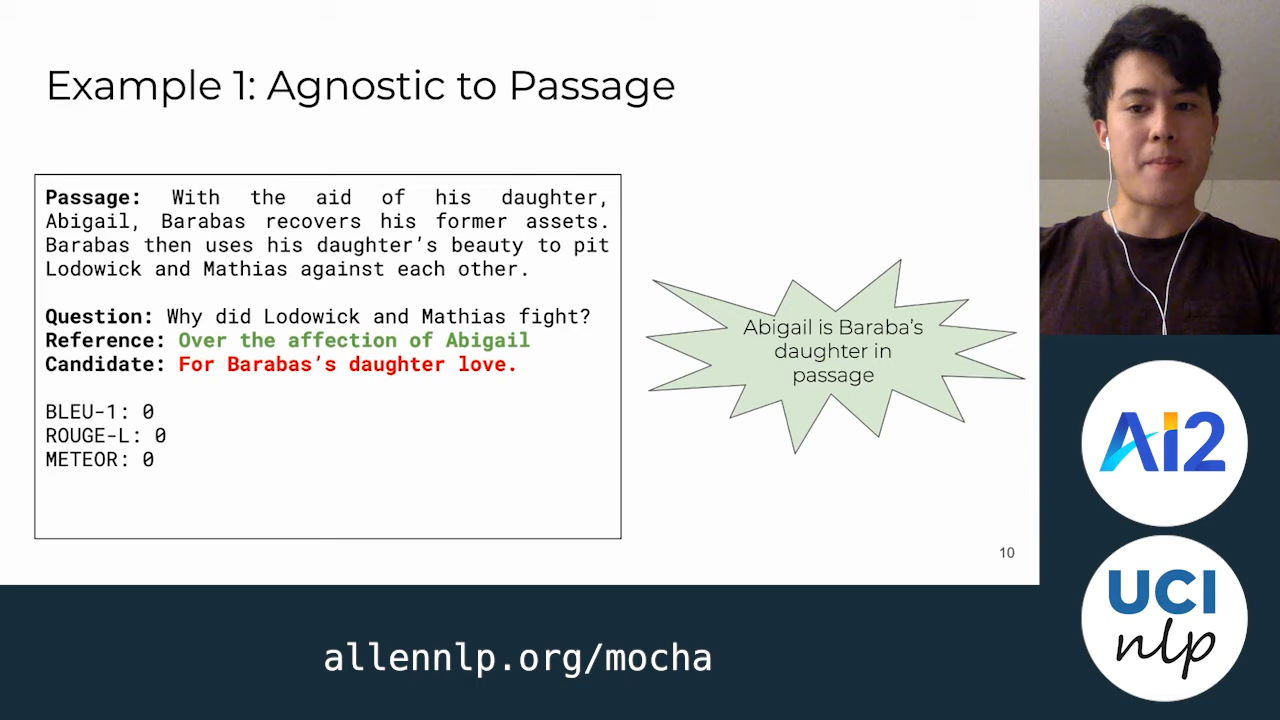 Example 1: Agnostic to Passage
Passage: With the aid of his daughter,
Abigail, Barabas recovers his former assets.
Barabas then uses his daughter's beauty to pit
Lodowick and Mathias against each other.
Question: Why did Lodowick and Mathias fight?
Reference: Over the affection of Abigail
Candidate: For Barabas's daughter love.
BLEU-1: 0
ROUGE-L: 0
METEOR: 0
Abigail is Baraba's
daughter in
passage
10
Ai2
UCI
nlp
allennlp.org/mocha